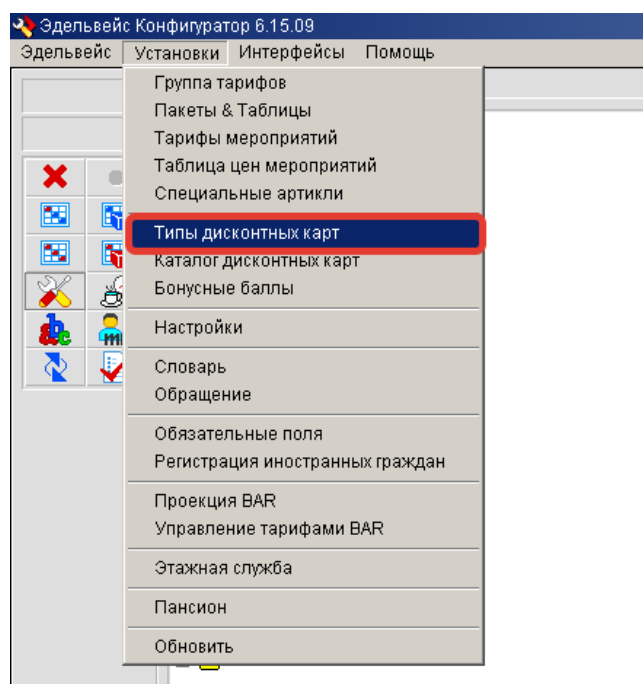 Эдельвейс Конфигуратор 6.15.09
Эдельвейс Установки Интерфейсы Помощь
Группа тарифов
Пакеты & Таблицы
Тарифы мероприятий
Таблица цен мероприятий
Специальные артикли
Типы дисконтных карт
Каталог дисконтных карт
Бонусные баллы
Настройки
Словарь
Обращение
Обязательные поля
Регистрация иностранных граждан
Проекция BAR
Управление тарифами BAR
Этажная служба
Пансион
Обновить